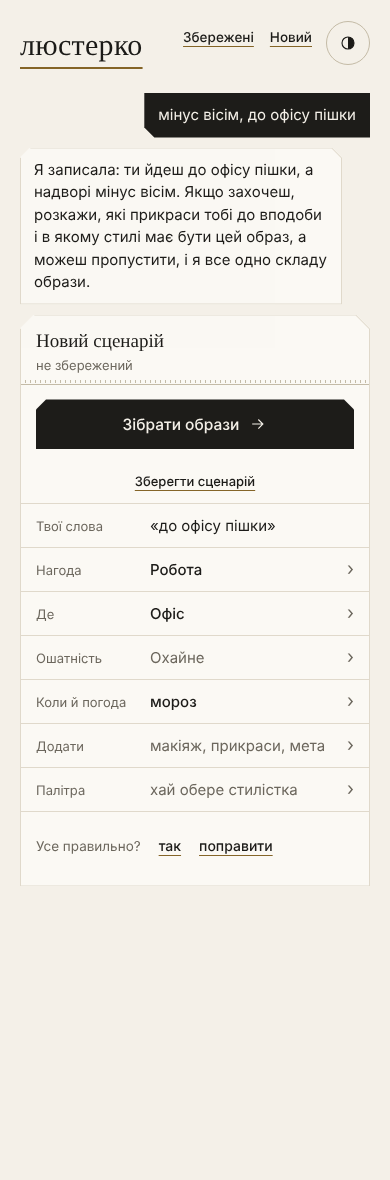 люстерко
Збережені Новий
мінус вісім, до офісу пішки
Я записала: ти йдеш до офісу пішки, а
надворі мінус вісім. Якщо захочеш,
розкажи, які прикраси тобі до вподоби
і в якому стилі має бути цей образ, а
можеш пропустити, і я все одно складу
образи.
Новий сценарій
не збережений
Зібрати образи →
Зберегти сценарій
Твої слова «до офісу пішки»
Нагода Робота
Де Офіс
Ошатність Охайне
Коли й погода мороз
Додати макіяж, прикраси, мета
Палітра хай обере стилістка
Усе правильно? так поправити